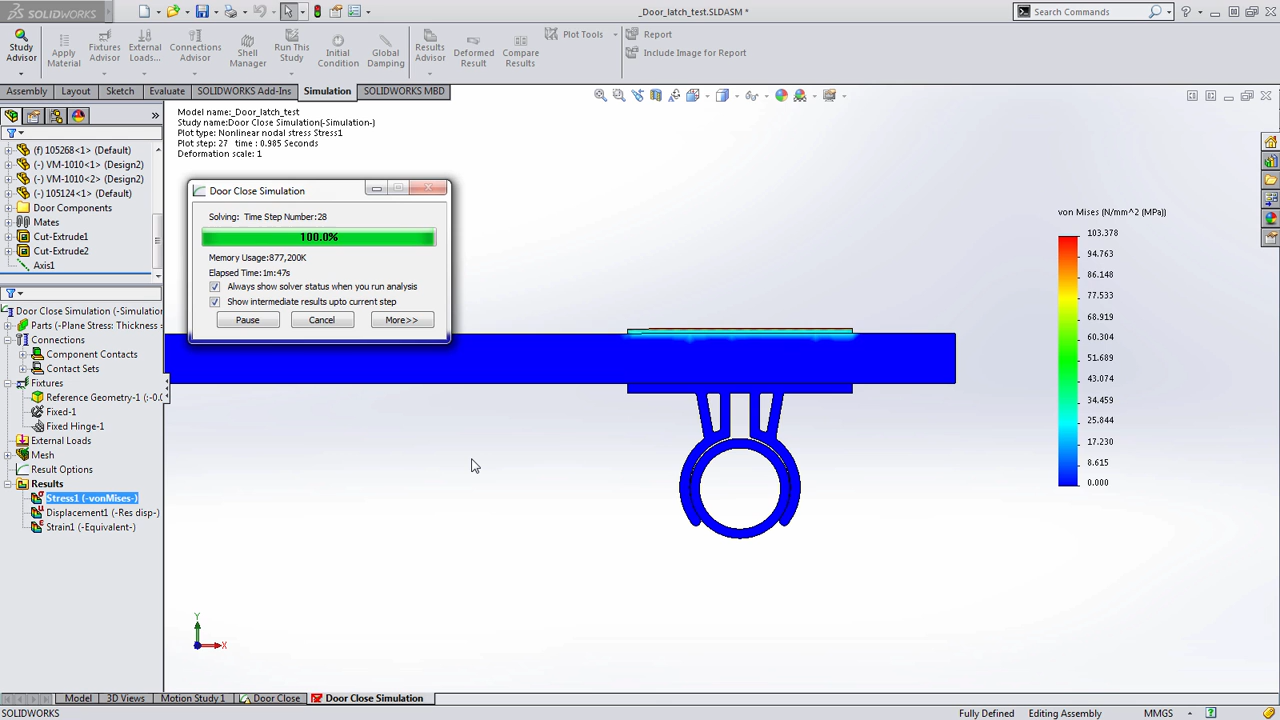 SOLIDWORKS
_Door_latch_test.SLDASM *
Search Commands
Study Advisor
Apply Material
Fixtures Advisor
External Loads...
Connections Advisor
Shell Manager
Run This Study
Initial Condition
Global Damping
Results Advisor
Deformed Result
Compare Results
Plot Tools
Report
Include Image for Report
Assembly
Layout
Sketch
Evaluate
SOLIDWORKS Add-Ins
Simulation
SOLIDWORKS MBD
(f) 105268<1> (Default)
(-) VM-1010<1> (Design2)
(-) VM-1010<2> (Design2)
(-) 105124<1> (Default)
Door Components
Mates
Cut-Extrude1
Cut-Extrude2
Axis1
Door Close Simulation (-Simulation
Parts (-Plane Stress: Thickness =
Connections
Component Contacts
Contact Sets
Fixtures
Reference Geometry-1 (:-0.0
Fixed-1
Fixed Hinge-1
External Loads
Mesh
Result Options
Results
Stress1 (-vonMises-)
Displacement1 (-Res disp-)
Strain1 (-Equivalent-)
Model name:_Door_latch_test
Study name:Door Close Simulation(-Simulation-)
Plot type: Nonlinear nodal stress Stress1
Plot step: 27 time : 0.985 Seconds
Deformation scale: 1
Door Close Simulation
Solving: Time Step Number:28
100.0%
Memory Usage:877,200K
Elapsed Time:1m:47s
Always show solver status when you run analysis
Show intermediate results upto current step
Pause
Cancel
More>>
von Mises (N/mm^2 (MPa))
103.378
94.763
86.148
77.533
68.919
60.304
51.689
43.074
34.459
25.844
17.230
8.615
0.000
Y
X
Model
3D Views
Motion Study 1
Door Close
Door Close Simulation
SOLIDWORKS
Fully Defined
Editing Assembly
MMGS